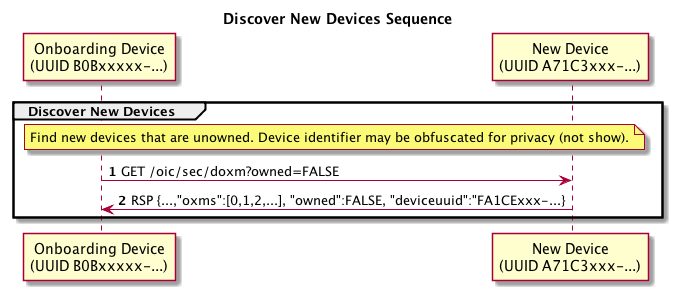 Discover New Devices Sequence
Onboarding Device
(UUID B0Bxxxxx-...)
New Device
(UUID A71C3xxx-...)
Discover New Devices
Find new devices that are unowned. Device identifier may be obfuscated for privacy (not show).
1 GET /oic/sec/doxm?owned=FALSE
2 RSP {...,"oxms":[0,1,2,...], "owned":FALSE, "deviceuuid":"FA1CExxx-...}
Onboarding Device
(UUID B0Bxxxxx-...)
New Device
(UUID A71C3xxx-...)